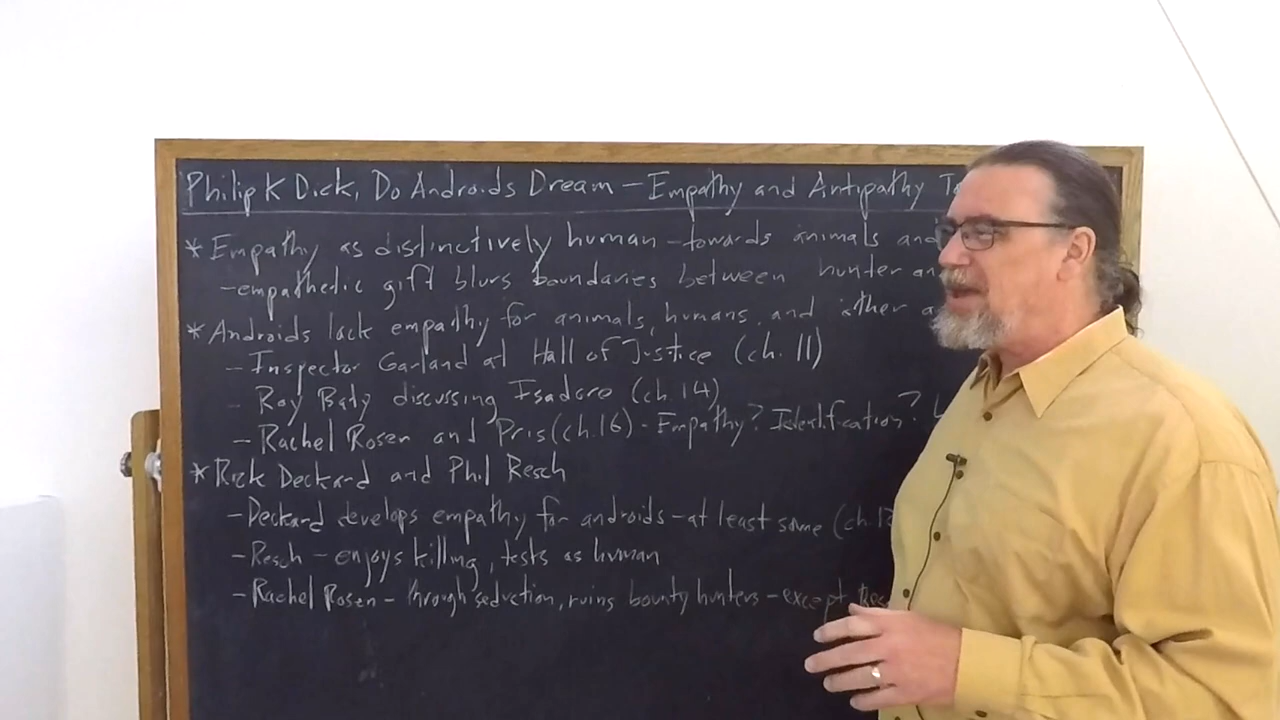 Philip K Dick, Do Androids Dream – Empathy and Antipathy
* Empathy as distinctively human – towards animals and
- empathetic gift blurs boundaries between hunter
* Androids lack empathy for animals, humans, and other
- Inspector Garland at Hall of Justice (ch. 11)
- Roy Baty discussing Isadore (ch. 14)
- Rachel Rosen and Pris (ch. 16) - Empathy? Identification?
* Rick Deckard and Phil Resch
- Deckard develops empathy for androids – at least some (ch. 12
- Resch – enjoys killing, tests as human
- Rachel Rosen – through seduction, ruins bounty hunters – except